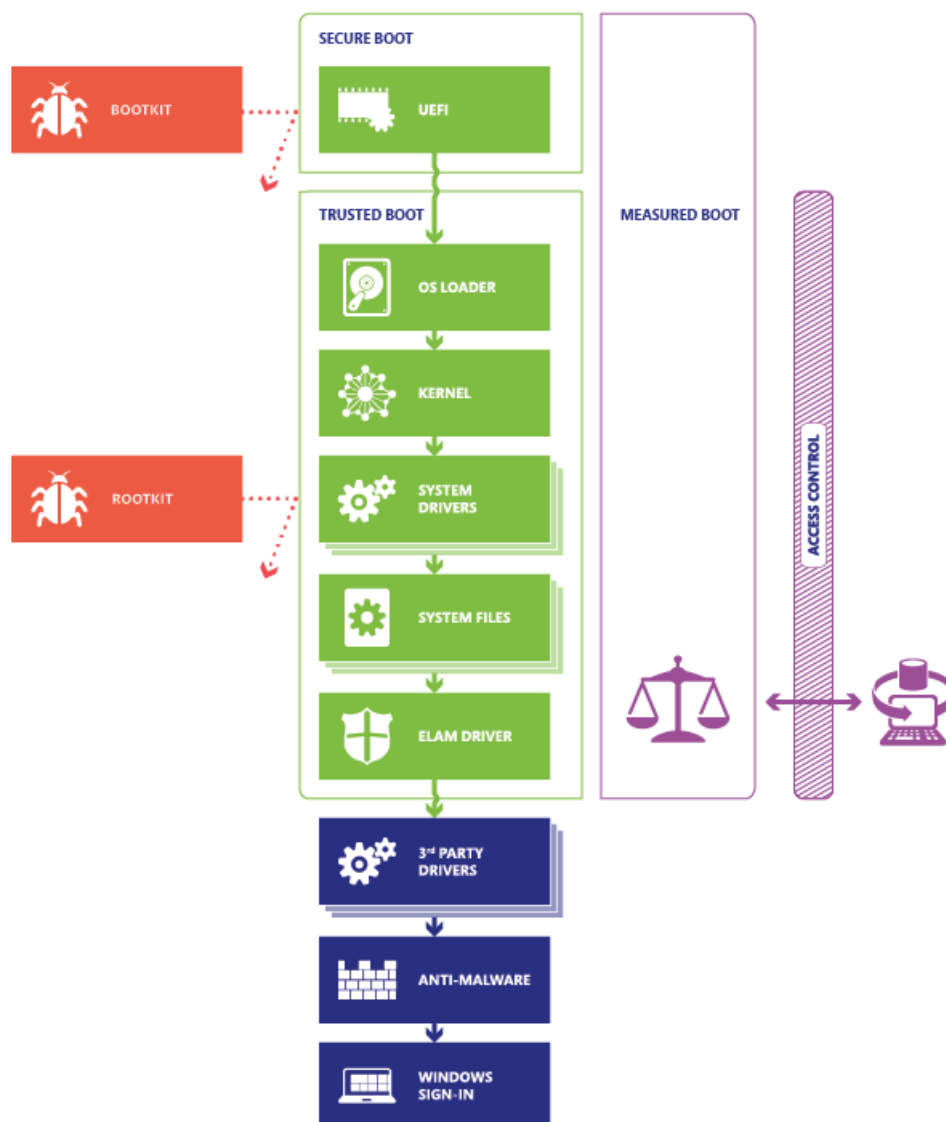 SECURE BOOT
BOOTKIT
UEFI
TRUSTED BOOT
MEASURED BOOT
OS LOADER
KERNEL
ACCESS CONTROL
ROOTKIT
SYSTEM
DRIVERS
SYSTEM FILES
ELAM DRIVER
3rd PARTY
DRIVERS
ANTI-MALWARE
WINDOWS
SIGN-IN